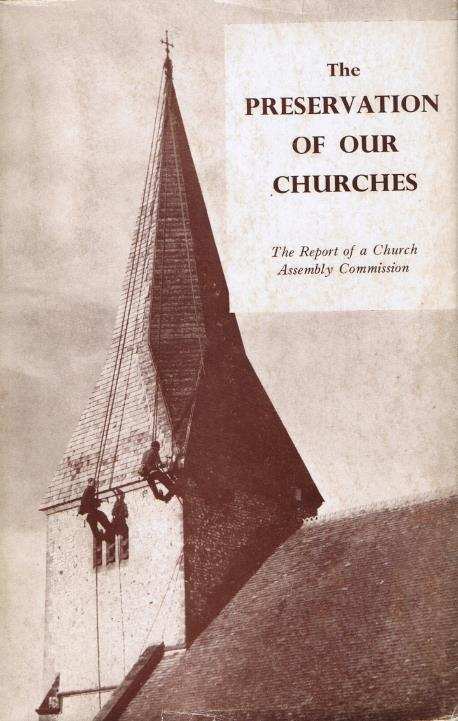 The
PRESERVATION
OF OUR
CHURCHES
The Report of a Church
Assembly Commission